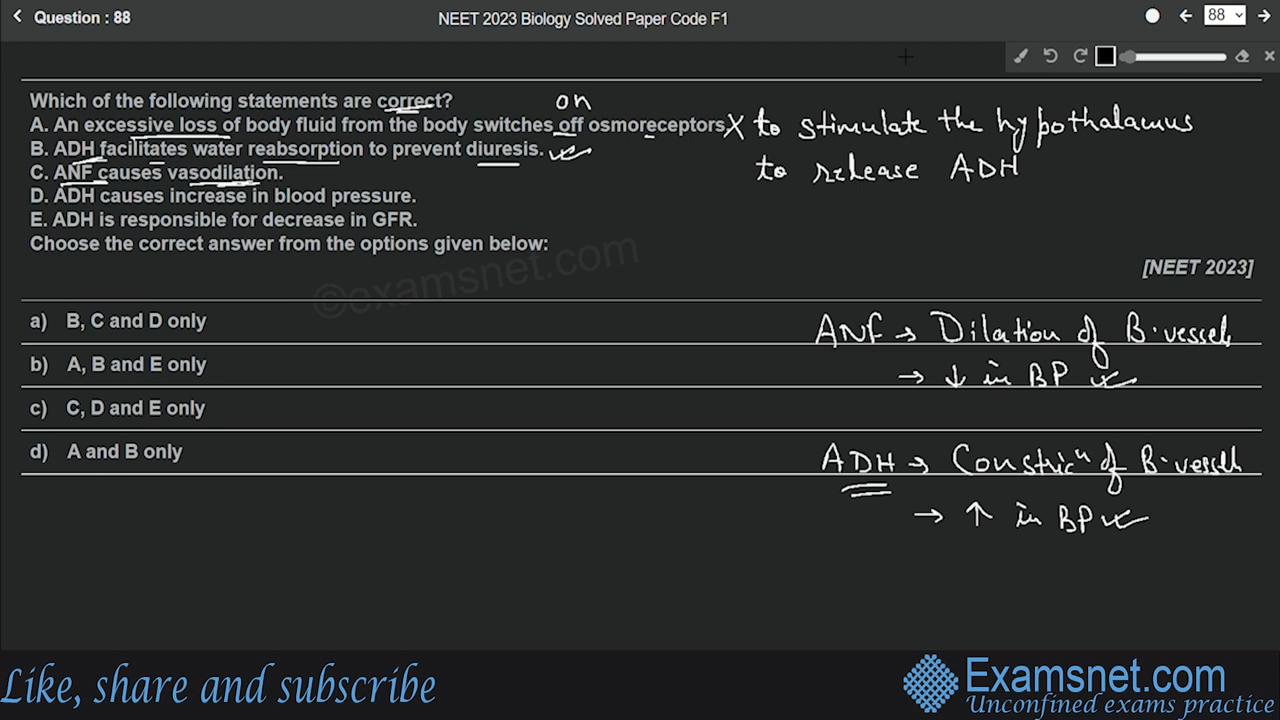 Question : 88
NEET 2023 Biology Solved Paper Code F1
88
Which of the following statements are correct?
on
A. An excessive loss of body fluid from the body switches off osmoreceptors. X to stimulate the hypothalamus
B. ADH facilitates water reabsorption to prevent diuresis.
to release ADH
C. ANF causes vasodilation.
D. ADH causes increase in blood pressure.
E. ADH is responsible for decrease in GFR.
Choose the correct answer from the options given below:
©examsnet.com
[NEET 2023]
a) B, C and D only
ANF → Dilation of B.vessels
b) A, B and E only
→ ↓ in BP
c) C, D and E only
d) A and B only
ADH → Constricⁿ of B.vessels
→ ↑ in BP
Like, share and subscribe
Examsnet.com
Unconfined exams practice